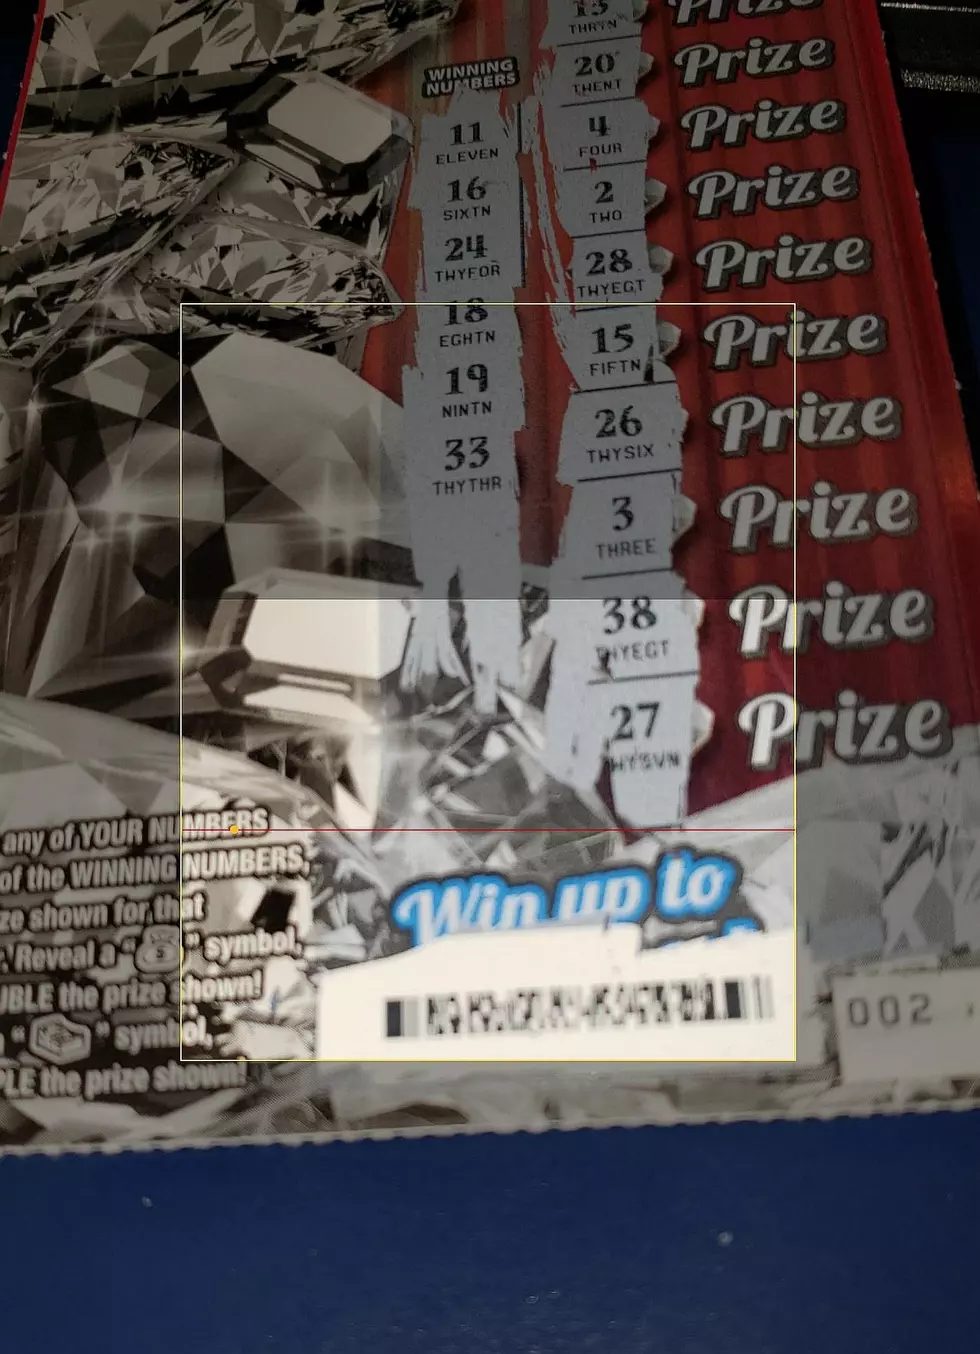 13
THRTN
Prize
WINNING
NUMBERS
20
TWENT
Prize
11
ELEVEN
4
FOUR
Prize
16
SIXTN
2
TWO
Prize
24
TWYFOR
28
TWYEGT
Prize
18
EGHTN
15
FIFTN
Prize
19
NINTN
26
TWYSIX
Prize
33
THYTHR
3
THREE
Prize
38
HYEGT
Prize
27
WYSVN
Prize
any of YOUR NUMBERS
of the WINNING NUMBERS,
ze shown for that
. Reveal a " " symbol,
UBLE the prize shown!
" " symbol,
PLE the prize shown!
Win up to
002